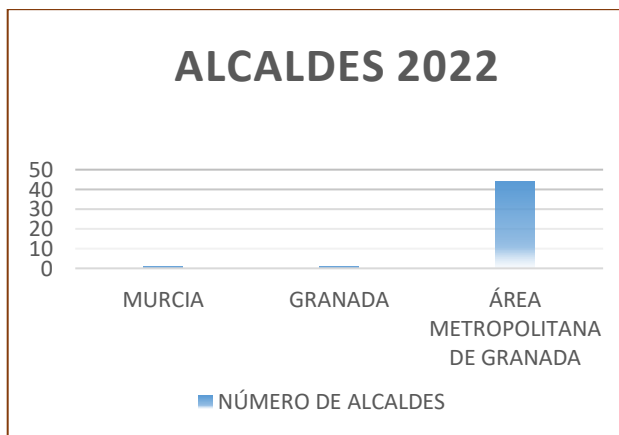 ALCALDES 2022
50
40
30
20
10
0
MURCIA
GRANADA
ÁREA
METROPOLITANA
DE GRANADA
NÚMERO DE ALCALDES